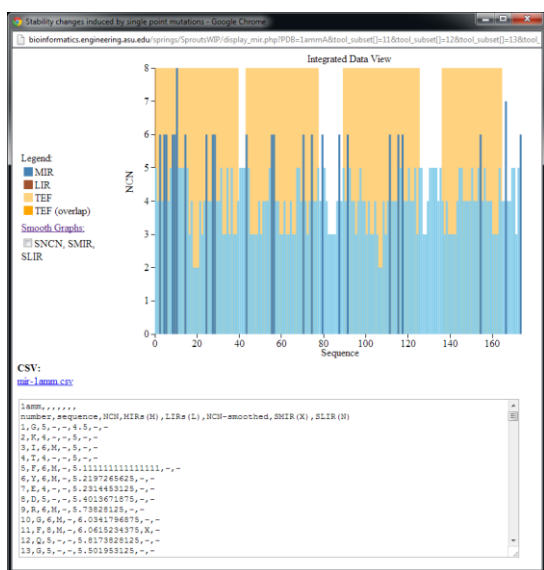 Stability changes induced by single point mutations - Google Chrome
bioinformatics.engineering.asu.edu/springs/SproutsWIP/display_mir.php?PDB=1ammA&tool_subset[]=11&tool_subset[]=12&tool_subset[]=13&tool_
Integrated Data View
8
7
6
5
4
3
2
1
0
NCN
0 20 40 60 80 100 120 140 160
Sequence
Legend:
MIR
LIR
TEF
TEF (overlap)
Smooth Graphs:
SNCN, SMIR,
SLIR
CSV:
mir-1amm.csv
1amm,,,,,,,
number,sequence,NCN,MIRs(M),LIRs(L),NCN-smoothed,SMIR(X),SLIR(N)
1,G,5,-,-,4.5,-,-
2,K,4,-,-,5,-,-
3,I,6,M,-,5,-,-
4,T,4,-,-,5,-,-
5,F,6,M,-,5.111111111111111,-,-
6,Y,6,M,-,5.2197265625,-,-
7,E,4,-,-,5.2314453125,-,-
8,D,5,-,-,5.4013671875,-,-
9,R,6,M,-,5.73828125,-,-
10,G,6,M,-,6.0341796875,-,-
11,F,8,M,-,6.0615234375,X,-
12,Q,5,-,-,5.8173828125,-,-
13,G,5,-,-,5.501953125,-,-